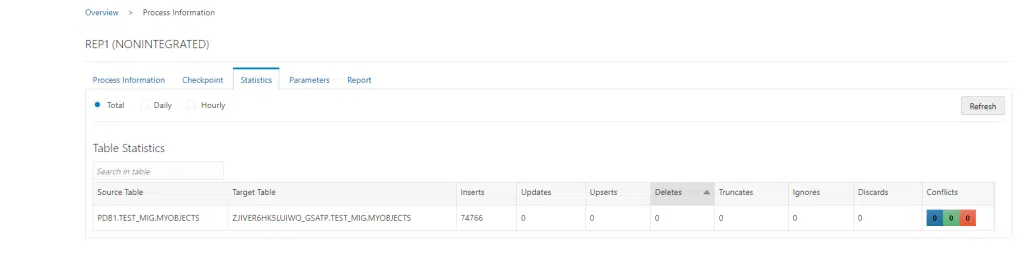 Overview > Process Information
REP1 (NONINTEGRATED)
Process Information Checkpoint Statistics Parameters Report
Total Daily Hourly Refresh
Table Statistics
Search in table
Source Table Target Table Inserts Updates Upserts Deletes Truncates Ignores Discards Conflicts
PDB1.TEST_MIG.MYOBJECTS ZJIVER6HK5LUIWO_GSATP.TEST_MIG.MYOBJECTS 74766 0 0 0 0 0 0 0 0 0